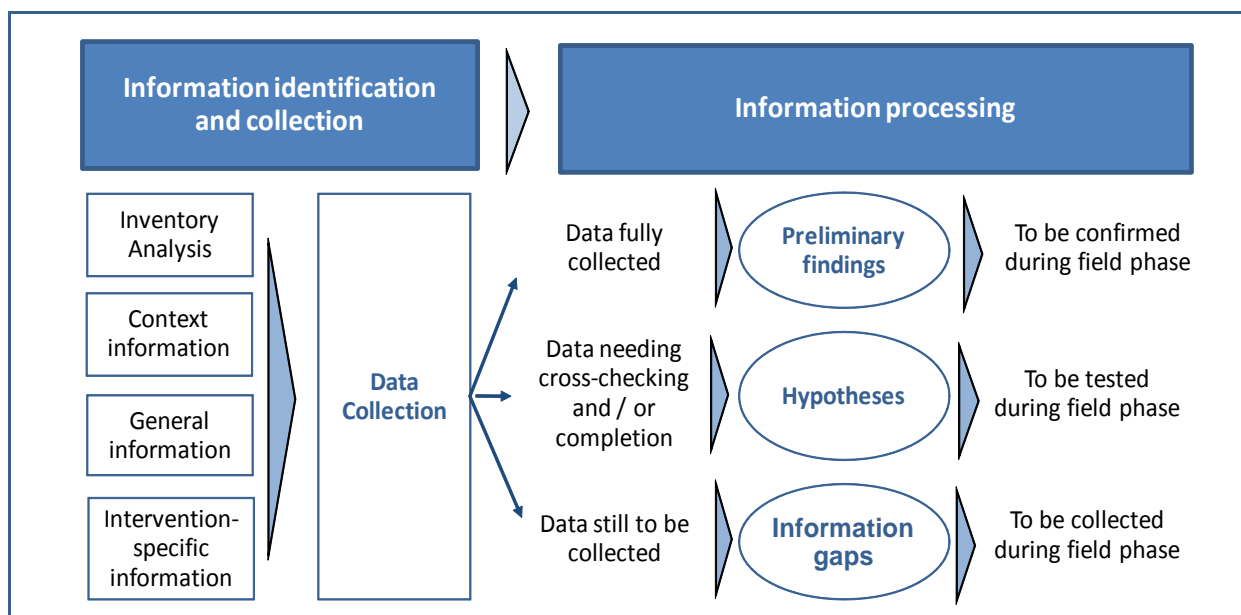 Information identification
and collection
Information processing
Inventory
Analysis
Context
information
General
information
Intervention-
specific
information
Data
Collection
Data fully
collected
Preliminary
findings
To be confirmed
during field phase
Data needing
cross-checking
and / or
completion
Hypotheses
To be tested
during field phase
Data still to be
collected
Information
gaps
To be collected
during field phase